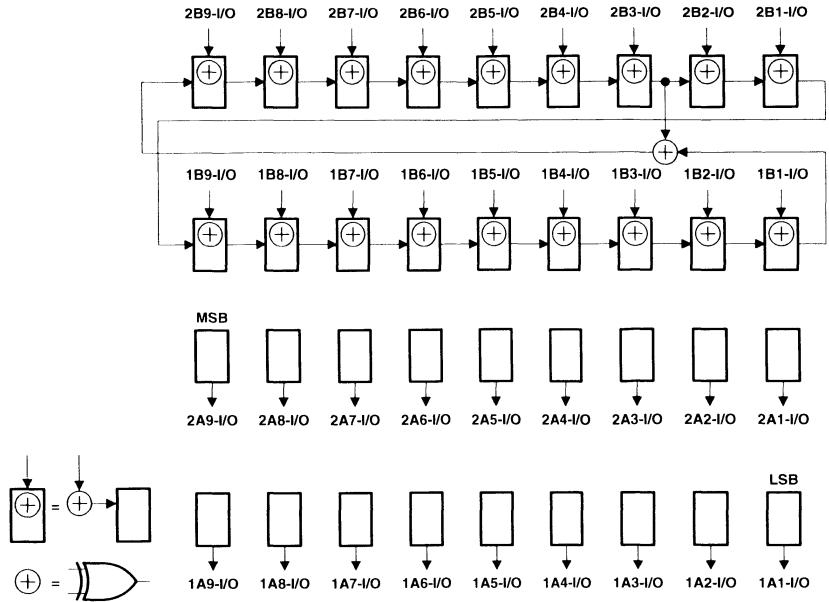 2B9-I/O 2B8-I/O 2B7-I/O 2B6-I/O 2B5-I/O 2B4-I/O 2B3-I/O 2B2-I/O 2B1-I/O
1B9-I/O 1B8-I/O 1B7-I/O 1B6-I/O 1B5-I/O 1B4-I/O 1B3-I/O 1B2-I/O 1B1-I/O
MSB
2A9-I/O 2A8-I/O 2A7-I/O 2A6-I/O 2A5-I/O 2A4-I/O 2A3-I/O 2A2-I/O 2A1-I/O
LSB
=
=
1A9-I/O 1A8-I/O 1A7-I/O 1A6-I/O 1A5-I/O 1A4-I/O 1A3-I/O 1A2-I/O 1A1-I/O